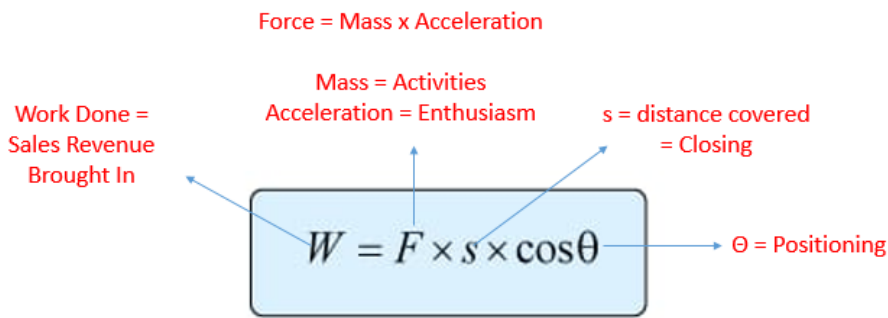 Force = Mass x Acceleration
Mass = Activities
Acceleration = Enthusiasm
Work Done =
Sales Revenue
Brought In
s = distance covered
= Closing
W = F × s × cosθ
Θ = Positioning